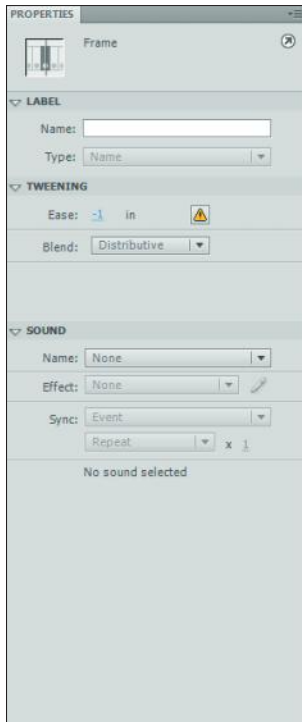 PROPERTIES
Frame
LABEL
Name:
Type: Name
TWEENING
Ease: -1 in
Blend: Distributive
SOUND
Name: None
Effect: None
Sync: Event
Repeat x 1
No sound selected